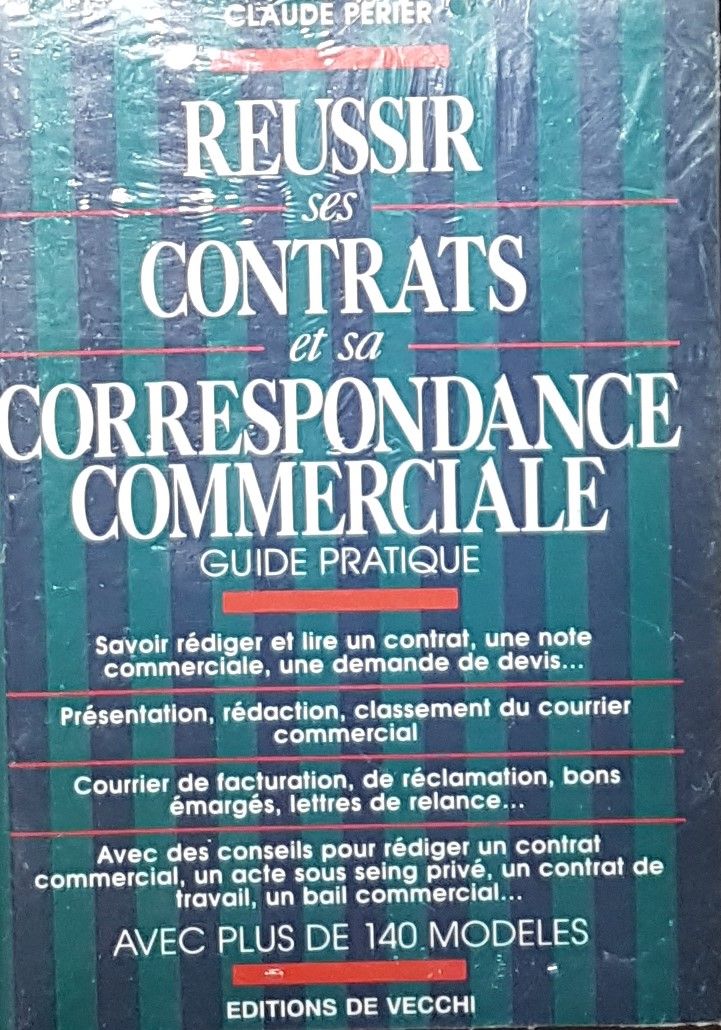 CLAUDE PERIER
REUSSIR
ses
CONTRATS
et sa
CORRESPONDANCE
COMMERCIALE
GUIDE PRATIQUE
Savoir rédiger et lire un contrat, une note
commerciale, une demande de devis...
Présentation, rédaction, classement du courrier
commercial
Courrier de facturation, de réclamation, bons
émargés, lettres de relance...
Avec des conseils pour rédiger un contrat
commercial, un acte sous seing privé, un contrat de
travail, un bail commercial...
AVEC PLUS DE 140 MODELES
EDITIONS DE VECCHI